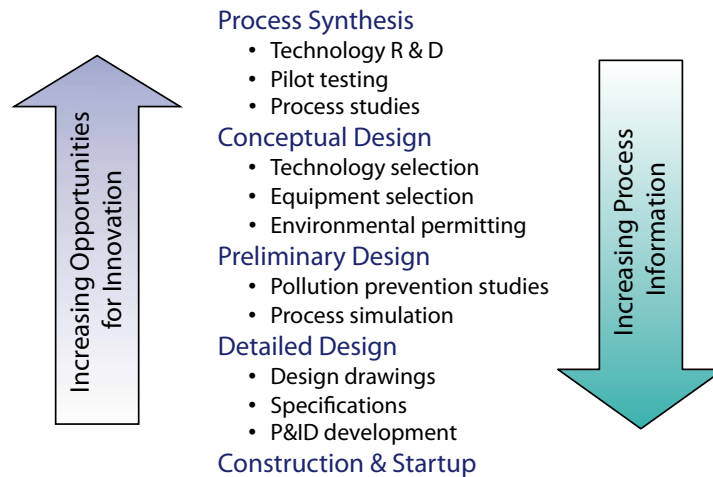 Process Synthesis
• Technology R & D
• Pilot testing
• Process studies
Conceptual Design
• Technology selection
• Equipment selection
• Environmental permitting
Preliminary Design
• Pollution prevention studies
• Process simulation
Detailed Design
• Design drawings
• Specifications
• P&ID development
Construction & Startup
Increasing Opportunities
for Innovation
Increasing Process
Information